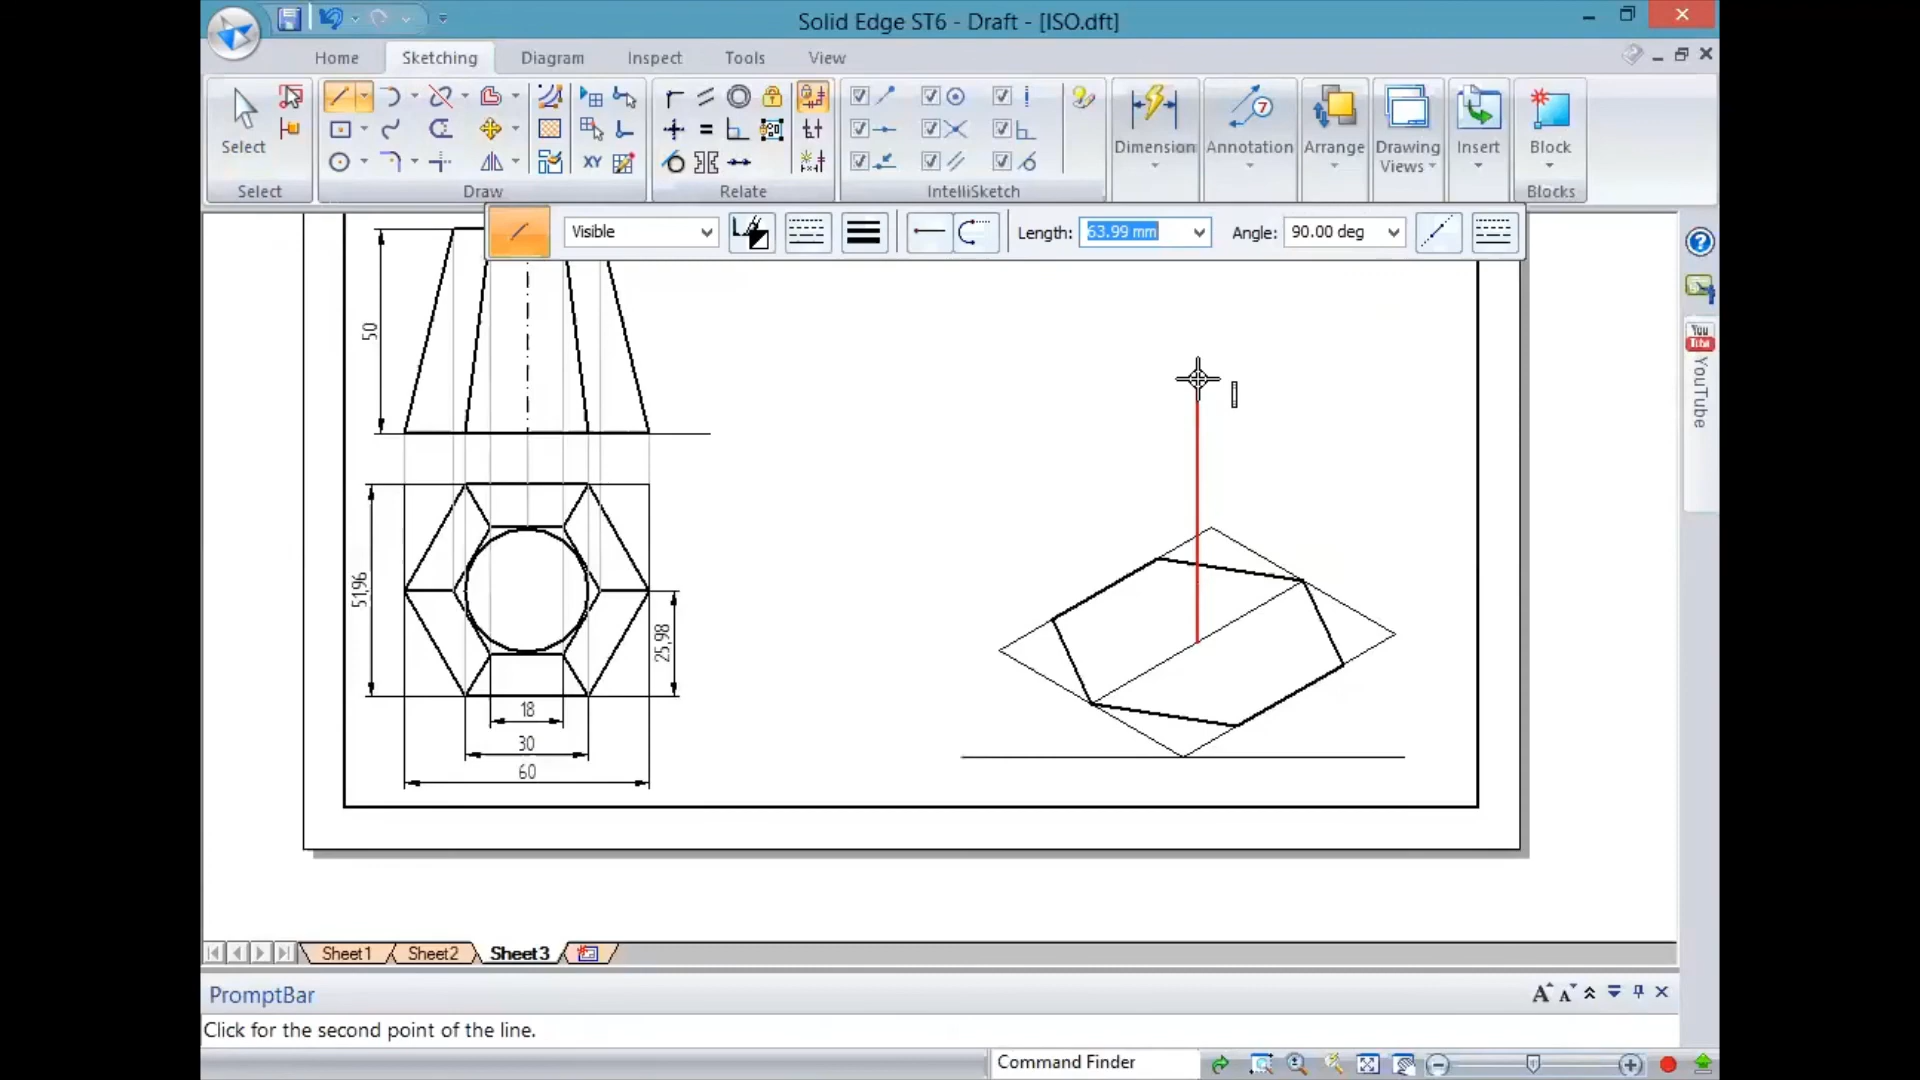 Solid Edge ST6 - Draft - [ISO.dft]
Home Sketching Diagram Inspect Tools View
Select
Dimension Annotation Arrange Drawing Views Insert Block
XY
Select Draw Relate IntelliSketch Blocks
Visible Length: 63.99 mm Angle: 90.00 deg
You
Tube
YouTube
50
51,96
25,98
18
30
60
Sheet1 Sheet2 Sheet3
PromptBar
Click for the second point of the line.
Command Finder